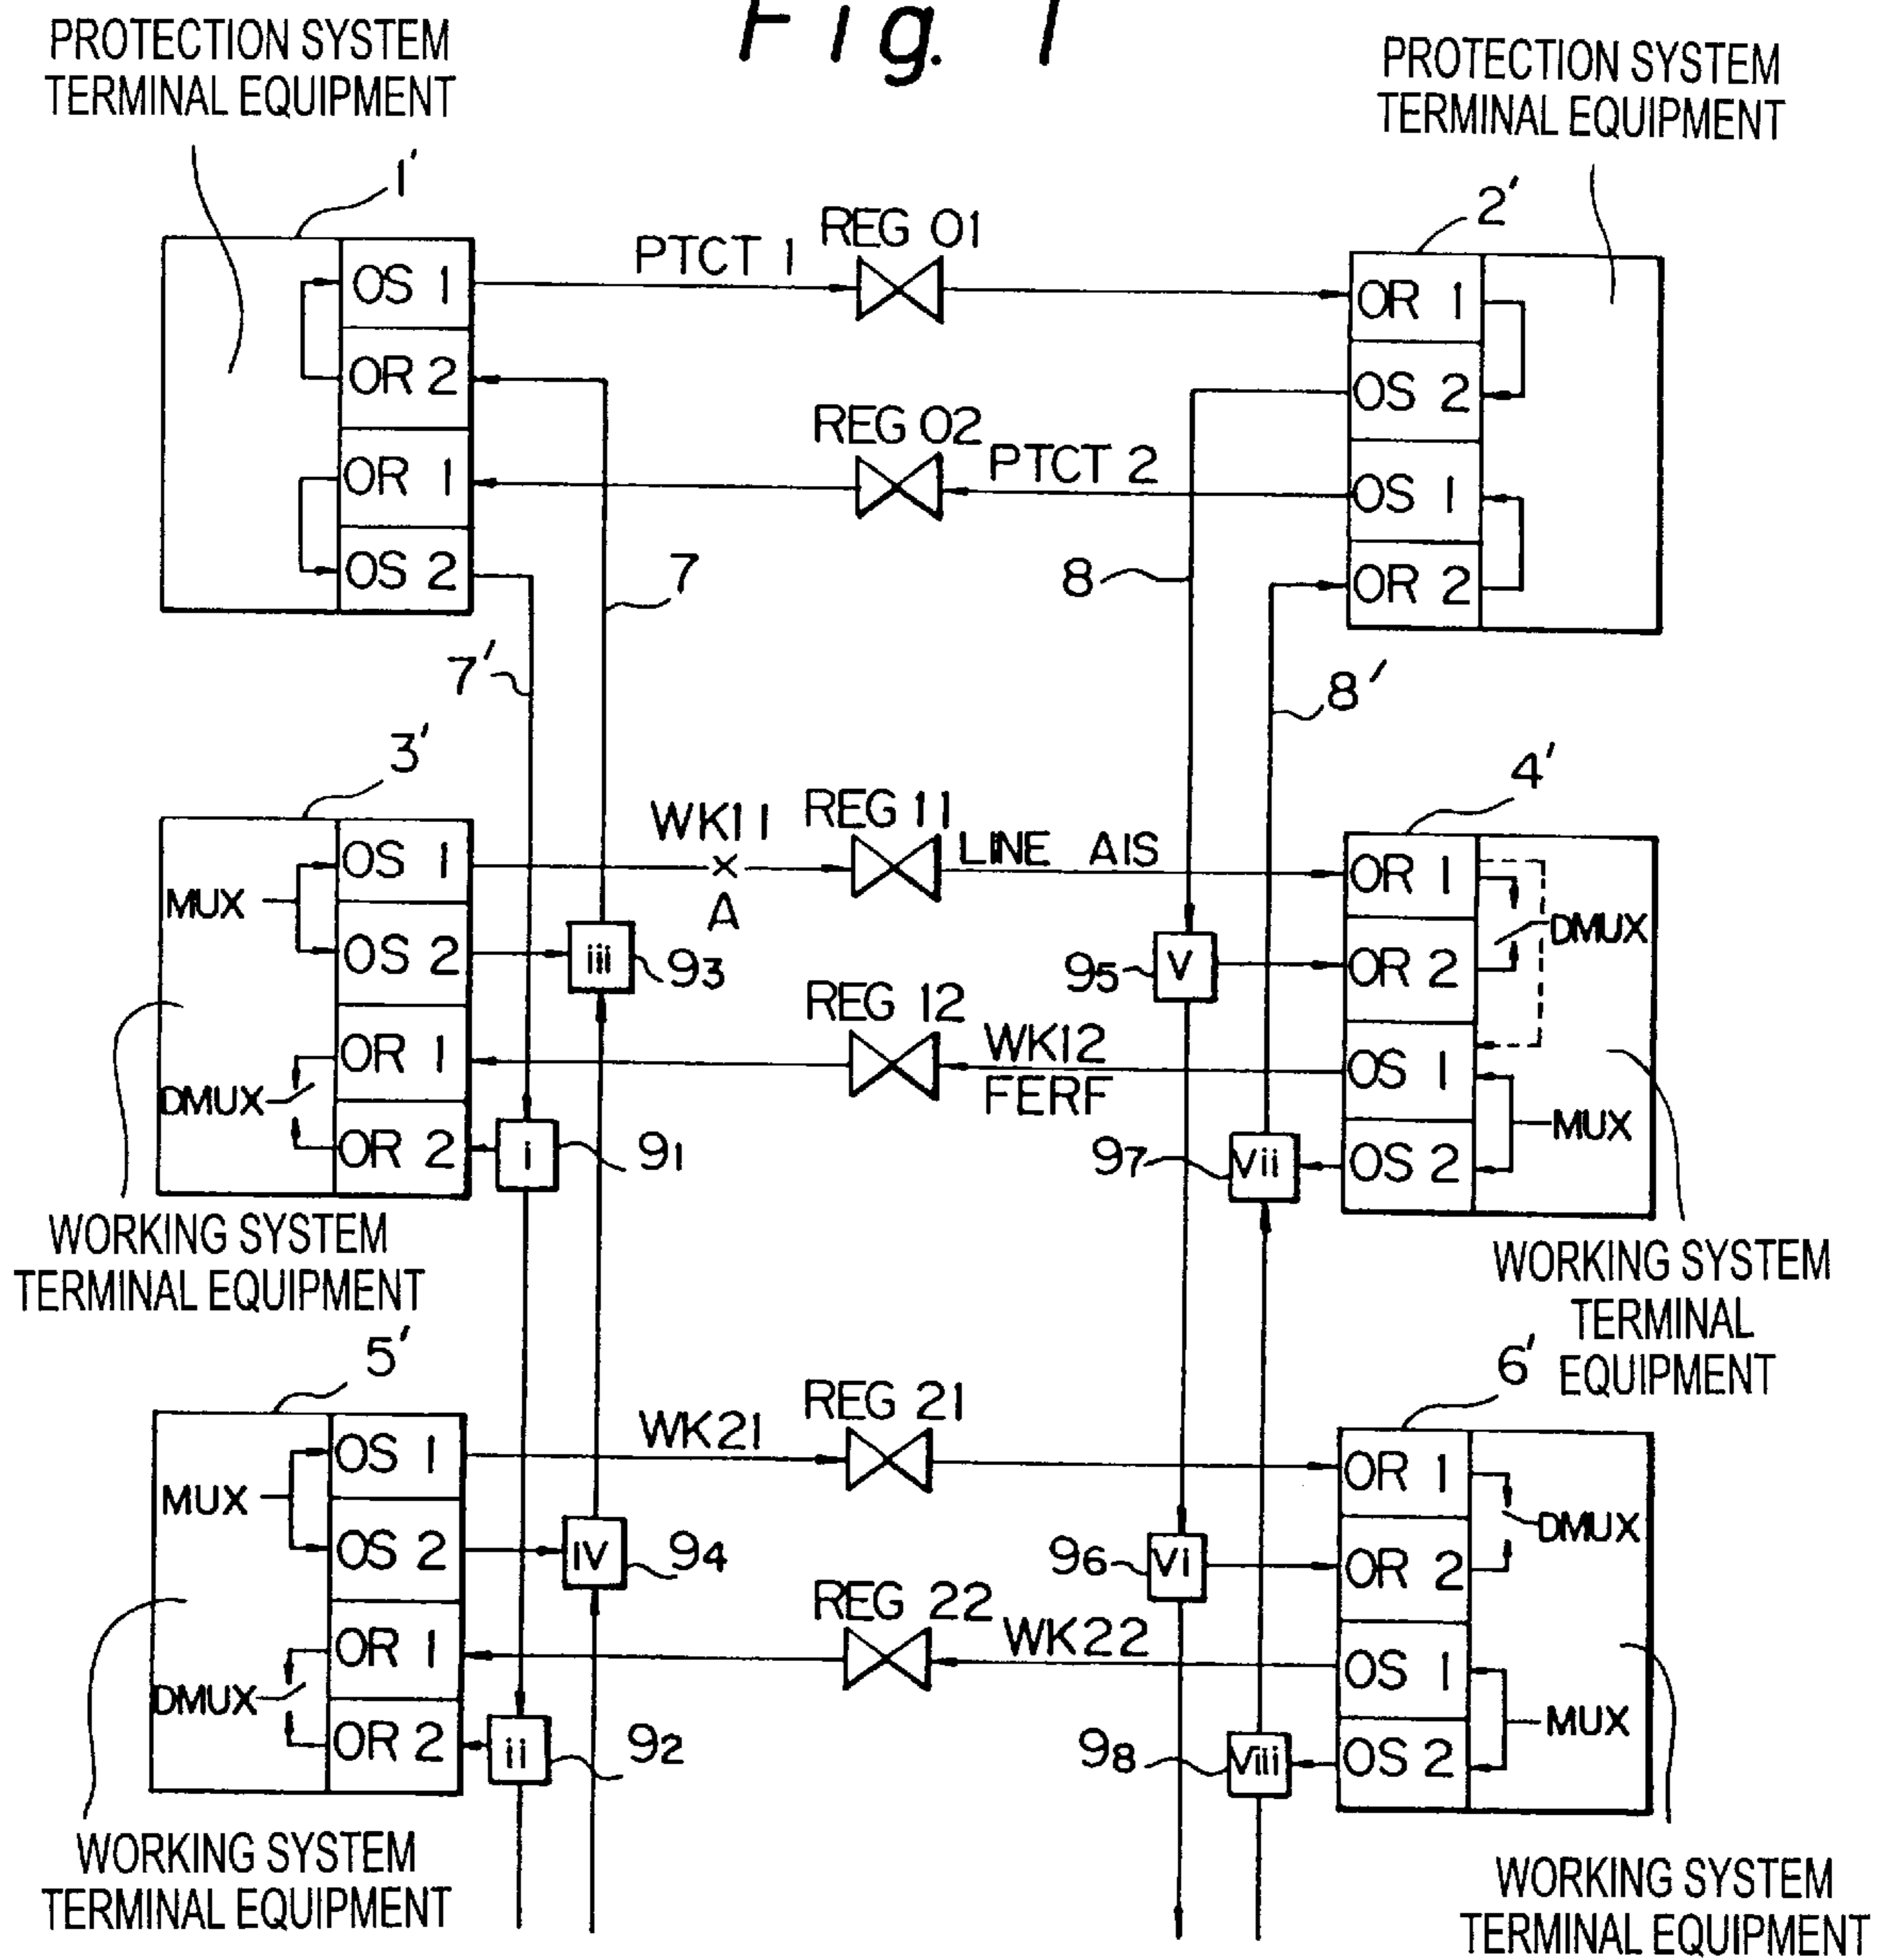 Fig. 1
PROTECTION SYSTEM
TERMINAL EQUIPMENT
PROTECTION SYSTEM
TERMINAL EQUIPMENT
1'
2'
OS 1
PTCT 1
REG 01
OR 1
OR 2
OS 2
REG 02
PTCT 2
OR 1
OS 1
OS 2
OR 2
7
8
7'
8'
3'
4'
MUX
OS 1
WK11
×
A
REG 11
LINE AIS
OR 1
DMUX
OS 2
iii
93
95
V
OR 2
REG 12
WK12
FERF
OR 1
OS 1
DMUX
OR 2
i
91
97
Vii
OS 2
MUX
WORKING SYSTEM
TERMINAL EQUIPMENT
WORKING SYSTEM
TERMINAL
EQUIPMENT
5'
6'
MUX
OS 1
WK21
REG 21
OR 1
DMUX
OS 2
IV
94
96
Vi
OR 2
REG 22
WK22
OR 1
OS 1
DMUX
OR 2
ii
92
98
Viii
OS 2
MUX
WORKING SYSTEM
TERMINAL EQUIPMENT
WORKING SYSTEM
TERMINAL EQUIPMENT